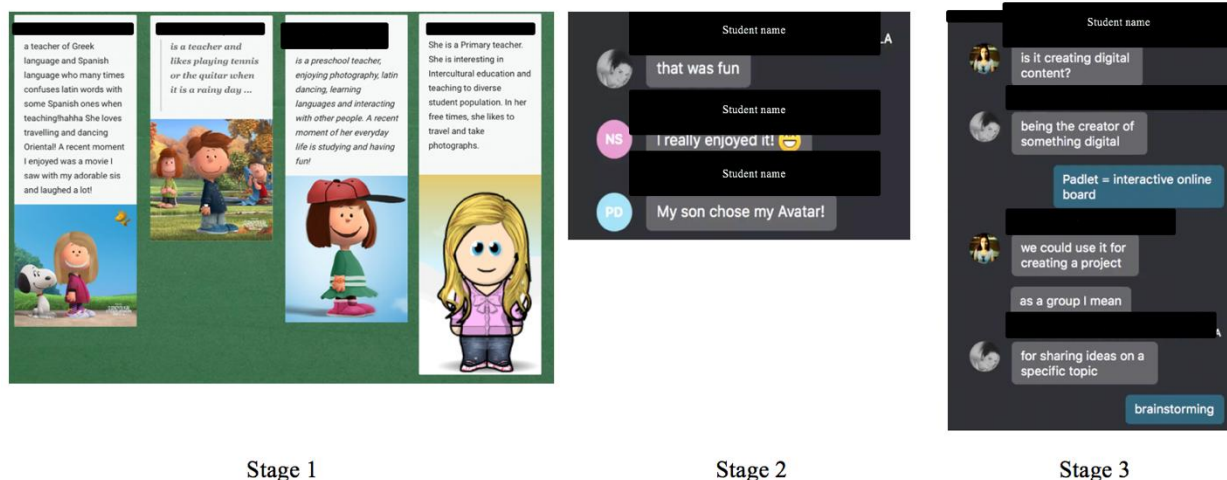 a teacher of Greek
language and Spanish
language who many times
confuses latin words with
some Spanish ones when
teaching!hahha She loves
travelling and dancing
Oriental! A recent moment
I enjoyed was a movie I
saw with my adorable sis
and laughed a lot!
is a teacher and
likes playing tennis
or the quitar when
it is a rainy day ...
is a preschool teacher,
enjoying photography, latin
dancing, learning
languages and interacting
with other people. A recent
moment of her everyday
life is studying and having
fun!
She is a Primary teacher.
She is interesting in
Intercultural education and
teaching to diverse
student population. In her
free times, she likes to
travel and take
photographs.
Stage 1
Student name
LA
that was fun
Student name
NS
I really enjoyed it!
Student name
PD
My son chose my Avatar!
Stage 2
Student name
is it creating digital
content?
being the creator of
something digital
Padlet = interactive online
board
we could use it for
creating a project
as a group I mean
A
for sharing ideas on a
specific topic
brainstorming
Stage 3